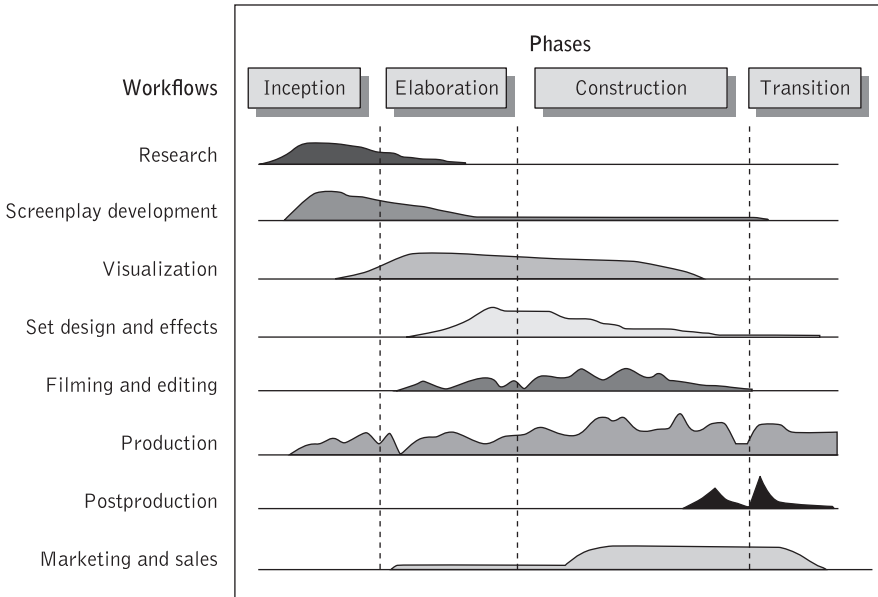 Phases
Workflows Inception Elaboration Construction Transition
Research
Screenplay development
Visualization
Set design and effects
Filming and editing
Production
Postproduction
Marketing and sales